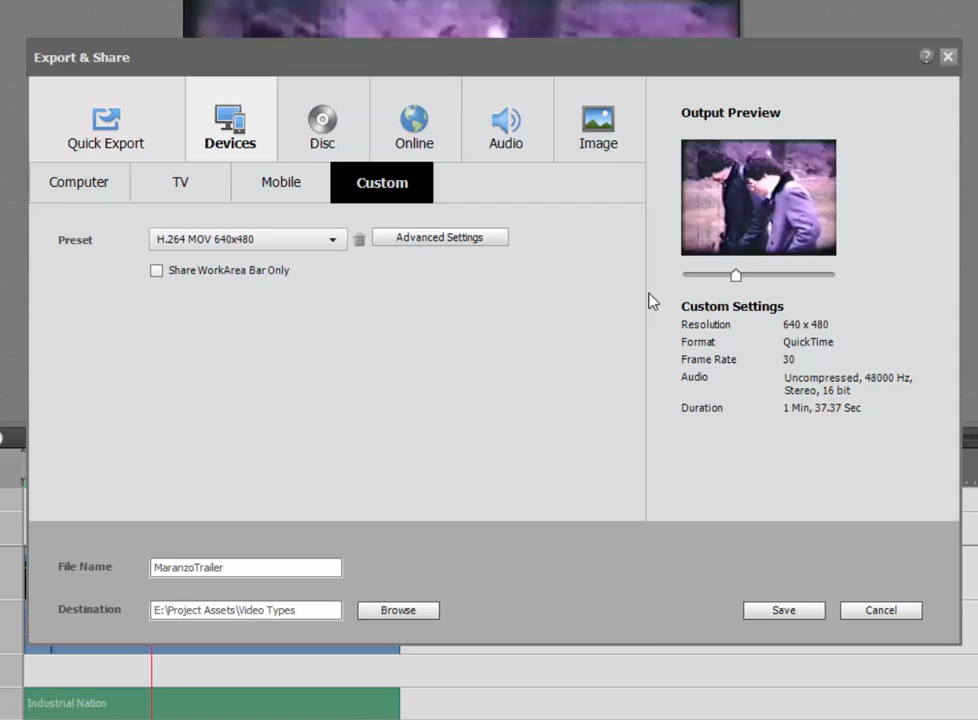 Export & Share
?
Quick Export
Devices
Disc
Online
Audio
Image
Computer
TV
Mobile
Custom
Preset
H.264 MOV 640x480
Advanced Settings
Share WorkArea Bar Only
Output Preview
Custom Settings
Resolution 640 x 480
Format QuickTime
Frame Rate 30
Audio Uncompressed, 48000 Hz,
Stereo, 16 bit
Duration 1 Min, 37.37 Sec
File Name MaranzoTrailer
Destination E:\Project Assets\Video Types
Browse
Save
Cancel
Industrial Nation